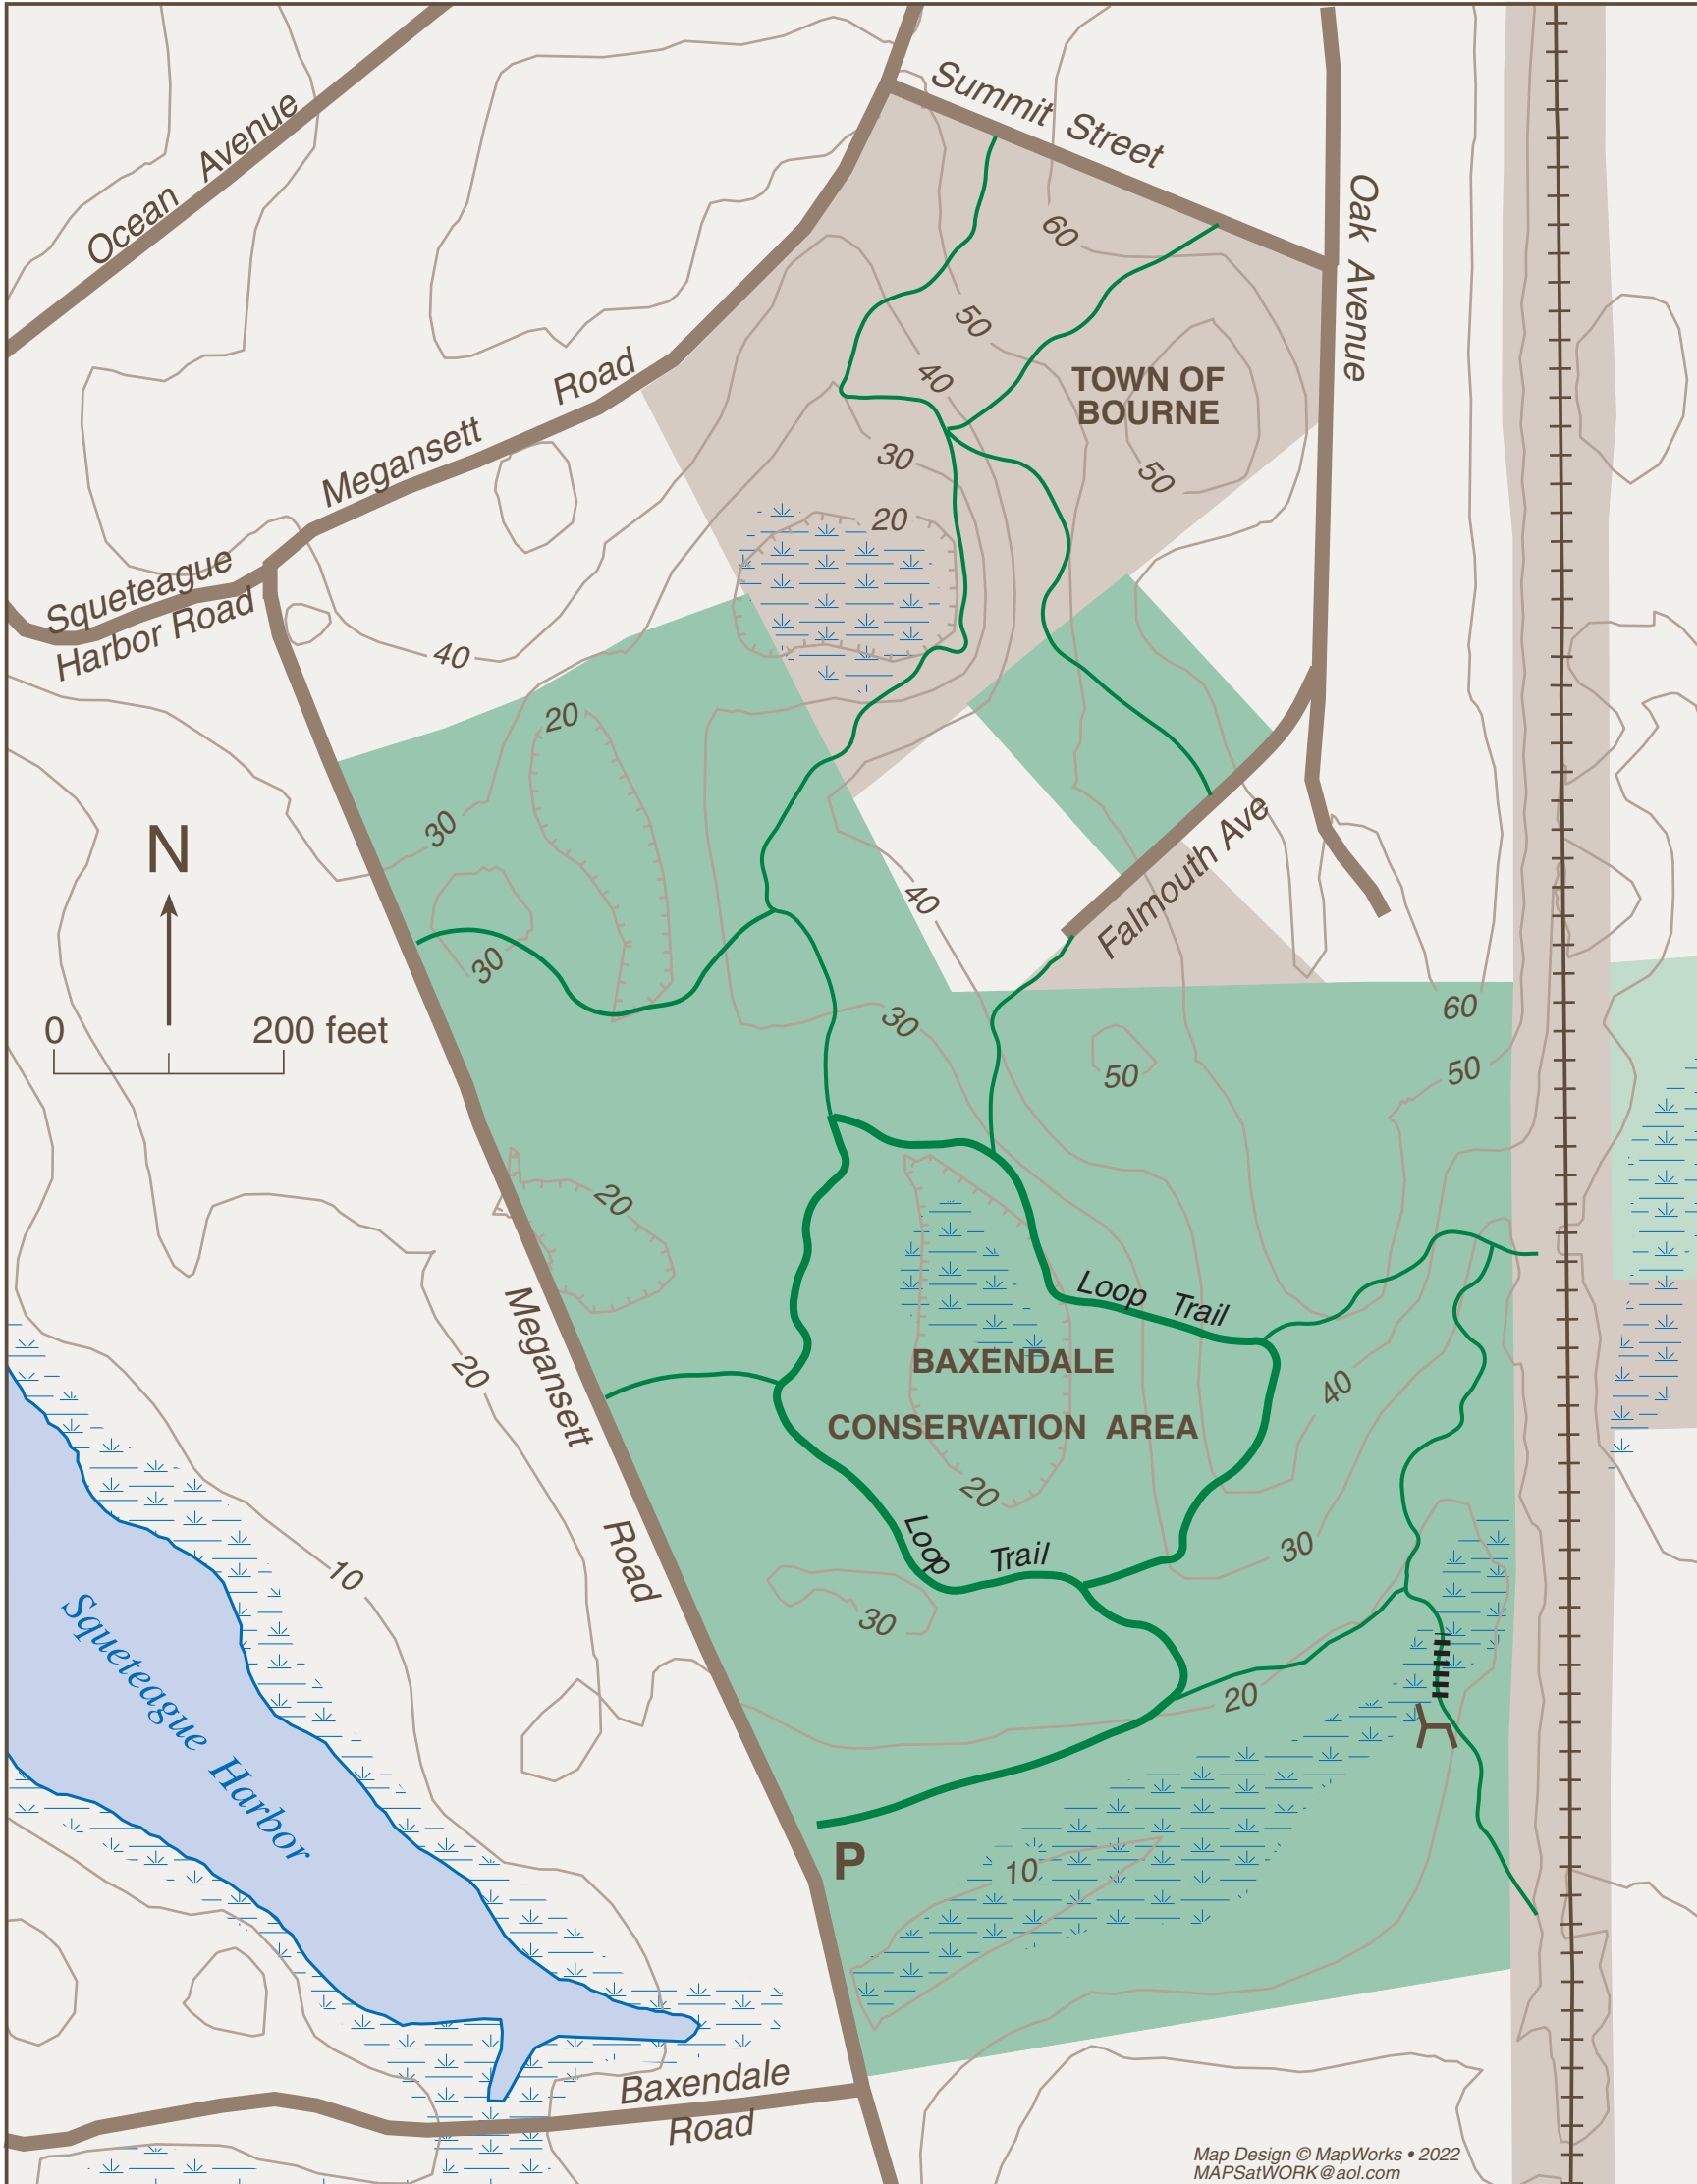 Summit Street
Ocean Avenue
Oak Avenue
60
50
40
TOWN OF
BOURNE
Megansett Road
30
50
20
Squeteague
Harbor Road
40
20
30
N
Falmouth Ave
40
30
0 200 feet
30
60
50
50
20
Loop Trail
Megansett Road
BAXENDALE
20
40
CONSERVATION AREA
20
Loop Trail
30
10
30
Squeteague Harbor
20
P
10
Baxendale
Road
Map Design © MapWorks • 2022
MAPSatWORK@aol.com